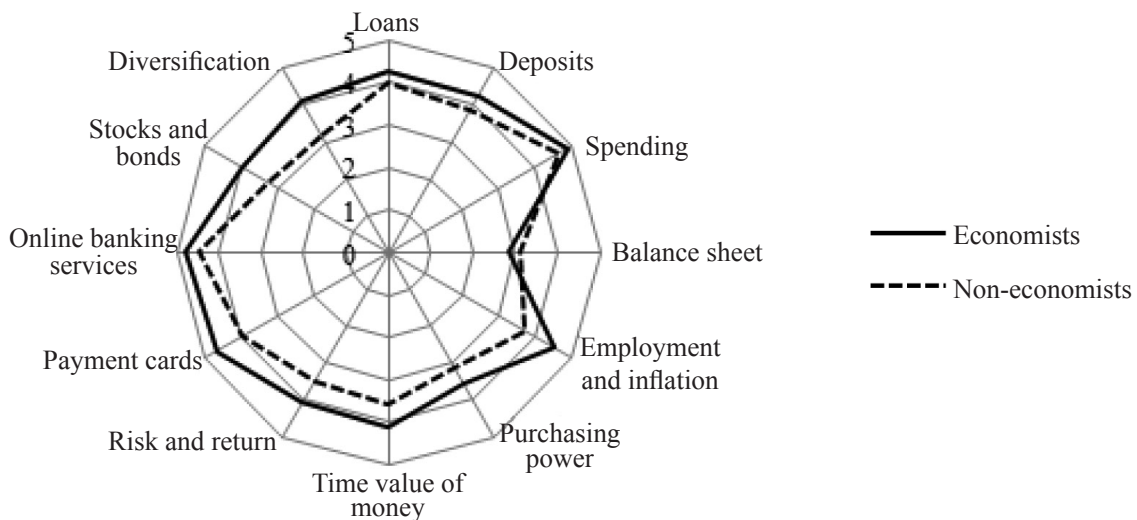 Loans
5
Diversification
Deposits
4
Stocks and
bonds
3
Spending
2
1
Online banking
services
0
Balance sheet
Economists
Non-economists
Payment cards
Employment
and inflation
Risk and return
Purchasing
power
Time value of
money